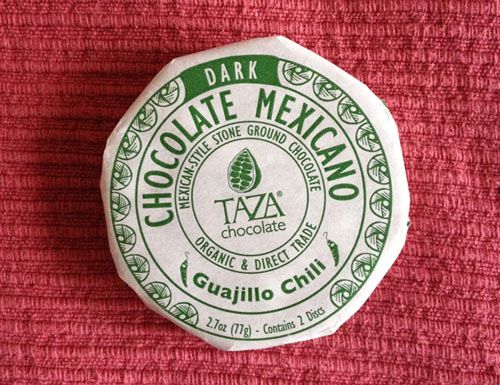 DARK
CHOCOLATE MEXICANO
MEXICAN-STYLE STONE GROUND CHOCOLATE
TAZA®
chocolate
ORGANIC & DIRECT TRADE
Guajillo Chili
2.7oz (77g) - Contains 2 Discs